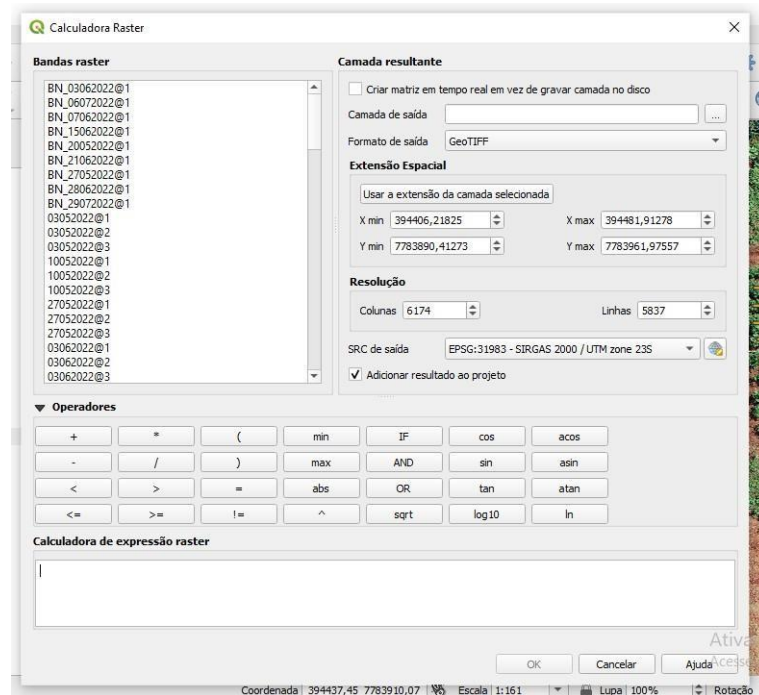 Calculadora Raster
Bandas raster
BN_03062022@1
BN_06072022@1
BN_07062022@1
BN_15062022@1
BN_20052022@1
BN_21062022@1
BN_27052022@1
BN_28062022@1
BN_29072022@1
03052022@1
03052022@2
03052022@3
10052022@1
10052022@2
10052022@3
27052022@1
27052022@2
27052022@3
03062022@1
03062022@2
03062022@3
Camada resultante
Criar matriz em tempo real em vez de gravar camada no disco
Camada de saída ...
Formato de saída GeoTIFF
Extensão Espacial
Usar a extensão da camada selecionada
X min 394406,21825 X max 394481,91278
Y min 7783890,41273 Y max 7783961,97557
Resolução
Colunas 6174 Linhas 5837
SRC de saída EPSG:31983 - SIRGAS 2000 / UTM zone 23S
Adicionar resultado ao projeto
Operadores
+ * ( min IF cos acos
- / ) max AND sin asin
< > = abs OR tan atan
<= >= != ^ sqrt log10 ln
Calculadora de expressão raster
Ativa
Acesse
OK Cancelar Ajuda
Coordenada 394437,45 7783910,07 Escala 1:161 Lupa 100% Rotação